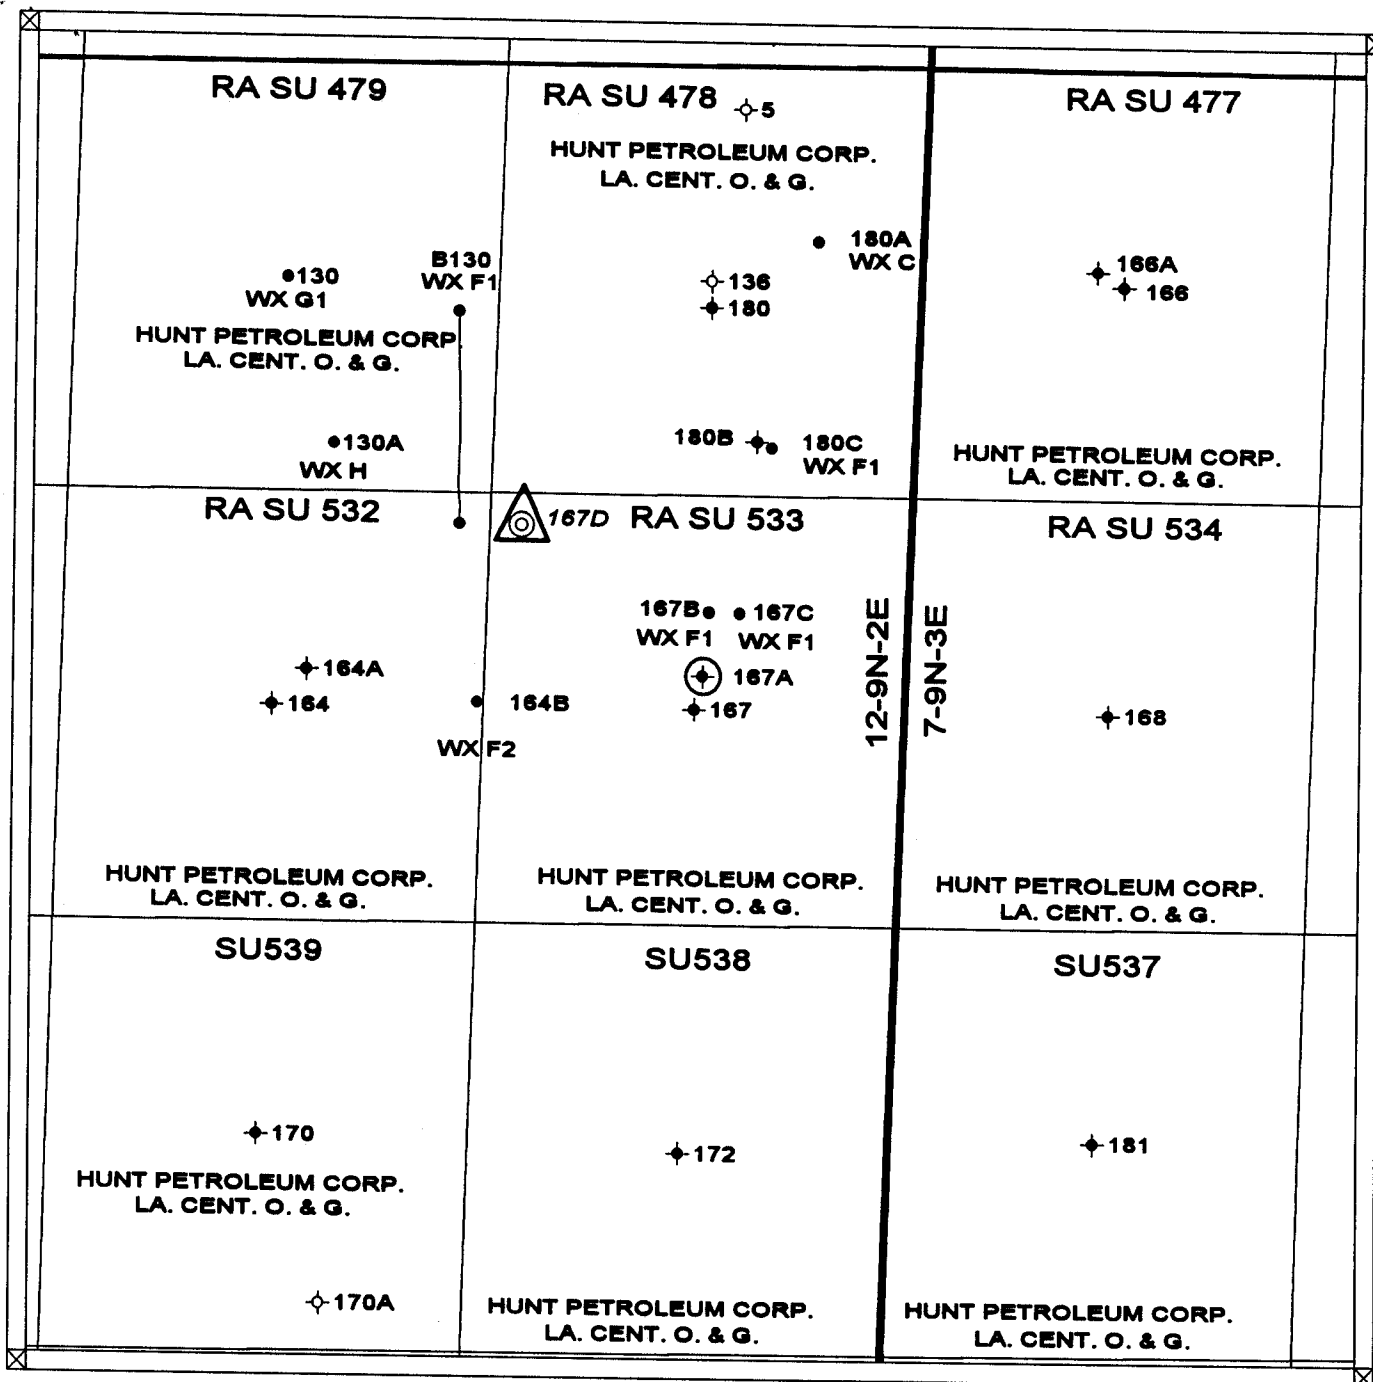 RA SU 479
RA SU 478
5
RA SU 477
HUNT PETROLEUM CORP.
LA. CENT. O. & G.
180A
WX C
B130
WX F1
130
WX G1
136
180
166A
166
HUNT PETROLEUM CORP
LA. CENT. O. & G.
130A
WX H
180B
180C
WX F1
HUNT PETROLEUM CORP.
LA. CENT. O. & G.
RA SU 532
167D
RA SU 533
RA SU 534
167B
WX F1
167C
WX F1
12-9N-2E
7-9N-3E
164A
164
164B
WX F2
167A
167
168
HUNT PETROLEUM CORP.
LA. CENT. O. & G.
HUNT PETROLEUM CORP.
LA. CENT. O. & G.
HUNT PETROLEUM CORP.
LA. CENT. O. & G.
SU539
SU538
SU537
170
172
181
HUNT PETROLEUM CORP.
LA. CENT. O. & G.
170A
HUNT PETROLEUM CORP.
LA. CENT. O. & G.
HUNT PETROLEUM CORP.
LA. CENT. O. & G.